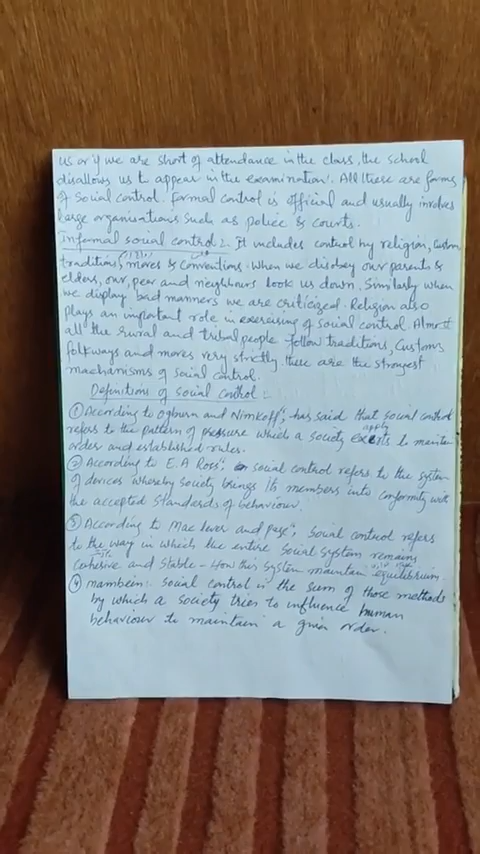 us or if we are short of attendance in the class, the school
disallows us to appear in the examination. All these are forms
of Social control. Formal control is official and usually involves
large organisations such as police & courts.
Informal social control :- It includes control by religion, custom
traditions, mores & conventions. When we disobey our parents &
elders, our, peer and neighbours look us down. Similarly when
we display bad manners we are criticized. Religion also
plays an important role in exercising of social control. Almost
all the rural and tribal people follow traditions, customs
folkways and mores very strictly. these are the strongest
machanisms of social control.
Definitions of social control :-
① According to Ogburn and Nimkoff", has said that social control
apply
refers to the pattern of pressure which a society exerts to maintain
order and established rules.
② According to E.A Ross", social control refers to the system
of devices whereby society brings its members into conformity with
the accepted standards of behaviour.
③ According to Mac Iver and page", Social control refers
to the way in which the entire Social System remains
Cohesive and Stable - How this system maintain equilibrium.
④ mambein: Social control is the sum of those methods
by which a society tries to influence human
behaviour to maintain a given order.